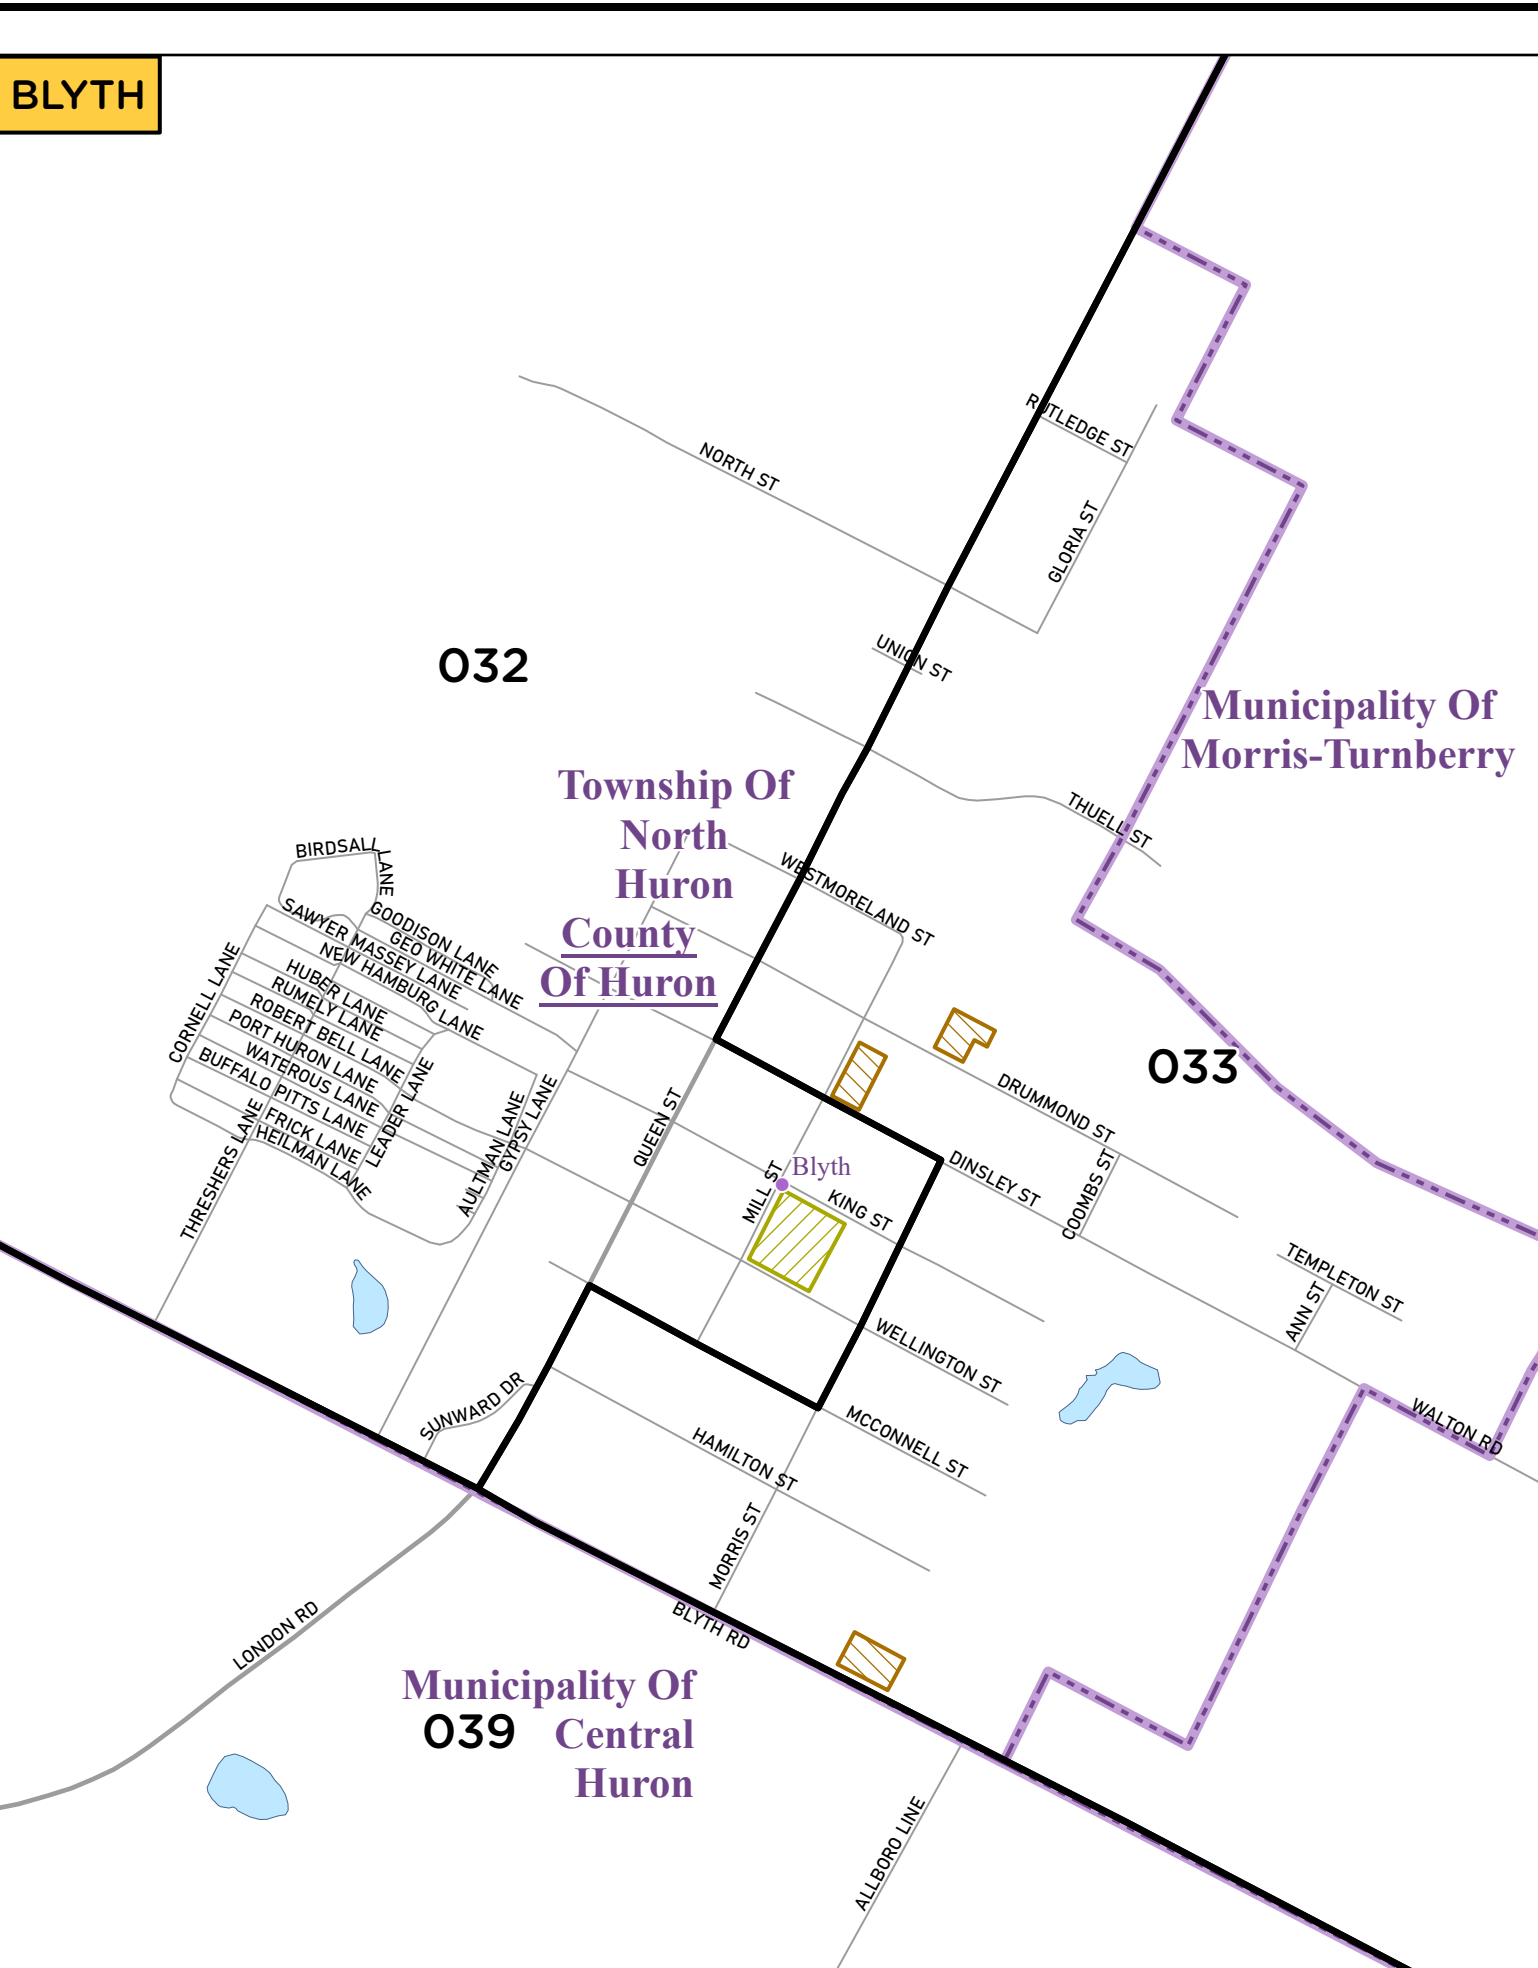 BLYTH
RUTLEDGE ST
NORTH ST
GLORIA ST
UNION ST
032
Municipality Of
Morris-Turnberry
Township Of
North
Huron
County
Of Huron
THUELL ST
WESTMORELAND ST
BIRDSALL LANE
GOODISON LANE
GEO WHITE LANE
SAWYER MASSEY LANE
NEW HAMBURG LANE
HUBER LANE
RUMELY LANE
ROBERT BELL LANE
PORT HURON LANE
WATEROUS LANE
BUFFALO PITTS LANE
FRICK LANE
HEILMAN LANE
CORNELL LANE
LEADER LANE
THRESHERS LANE
AULTMAN LANE
GYPSY LANE
QUEEN ST
033
DRUMMOND ST
DINSLEY ST
COOMBS ST
MILL ST
Blyth
KING ST
TEMPLETON ST
ANN ST
WELLINGTON ST
WALTON RD
SUNWARD DR
MCCONNELL ST
HAMILTON ST
MORRIS ST
BLYTH RD
LONDON RD
Municipality Of
Central
Huron
039
ALLBORO LINE